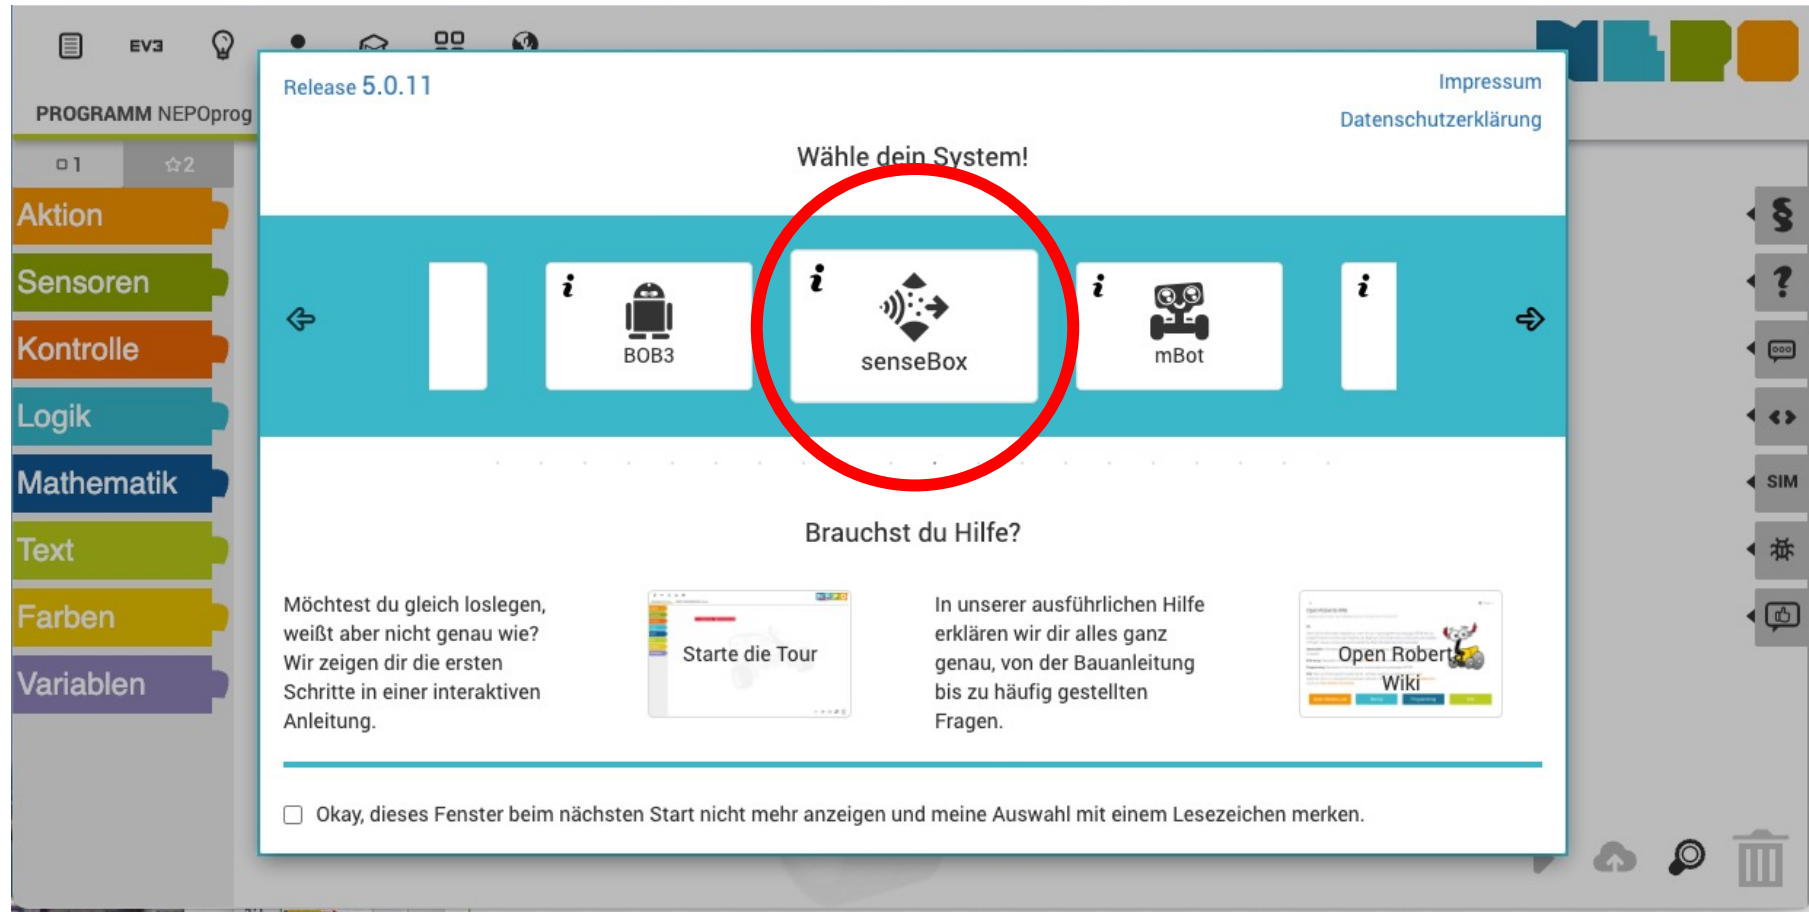 EV3
NEPO
PROGRAMM NEPOprog
1
2
Aktion
Sensoren
Kontrolle
Logik
Mathematik
Text
Farben
Variablen
Release 5.0.11
Impressum
Datenschutzerklärung
Wähle dein System!
i
BOB3
i
senseBox
i
mBot
i
Brauchst du Hilfe?
Möchtest du gleich loslegen,
weißt aber nicht genau wie?
Wir zeigen dir die ersten
Schritte in einer interaktiven
Anleitung.
Starte die Tour
In unserer ausführlichen Hilfe
erklären wir dir alles ganz
genau, von der Bauanleitung
bis zu häufig gestellten
Fragen.
Open Roberta
Wiki
Okay, dieses Fenster beim nächsten Start nicht mehr anzeigen und meine Auswahl mit einem Lesezeichen merken.
§
?
SIM